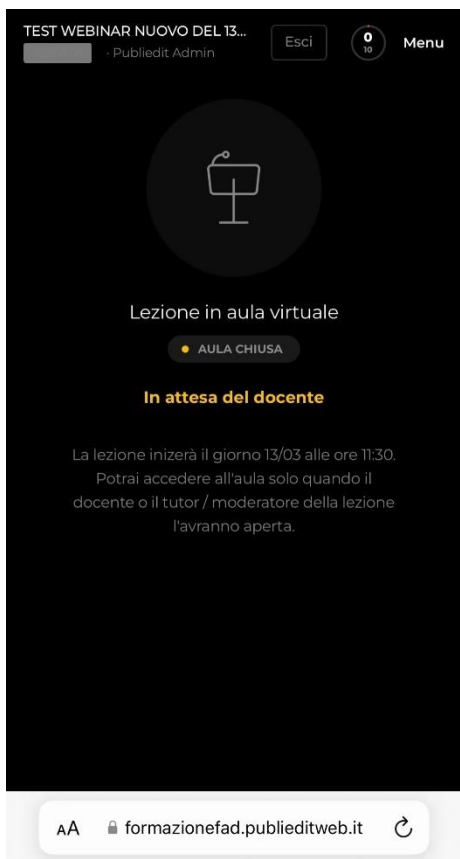 TEST WEBINAR NUOVO DEL 13...
· Publiedit Admin
Esci
0
10
Menu
Lezione in aula virtuale
AULA CHIUSA
In attesa del docente
La lezione inizerà il giorno 13/03 alle ore 11:30.
Potrai accedere all'aula solo quando il
docente o il tutor / moderatore della lezione
l'avranno aperta.
AA
formazionefad.publieditweb.it